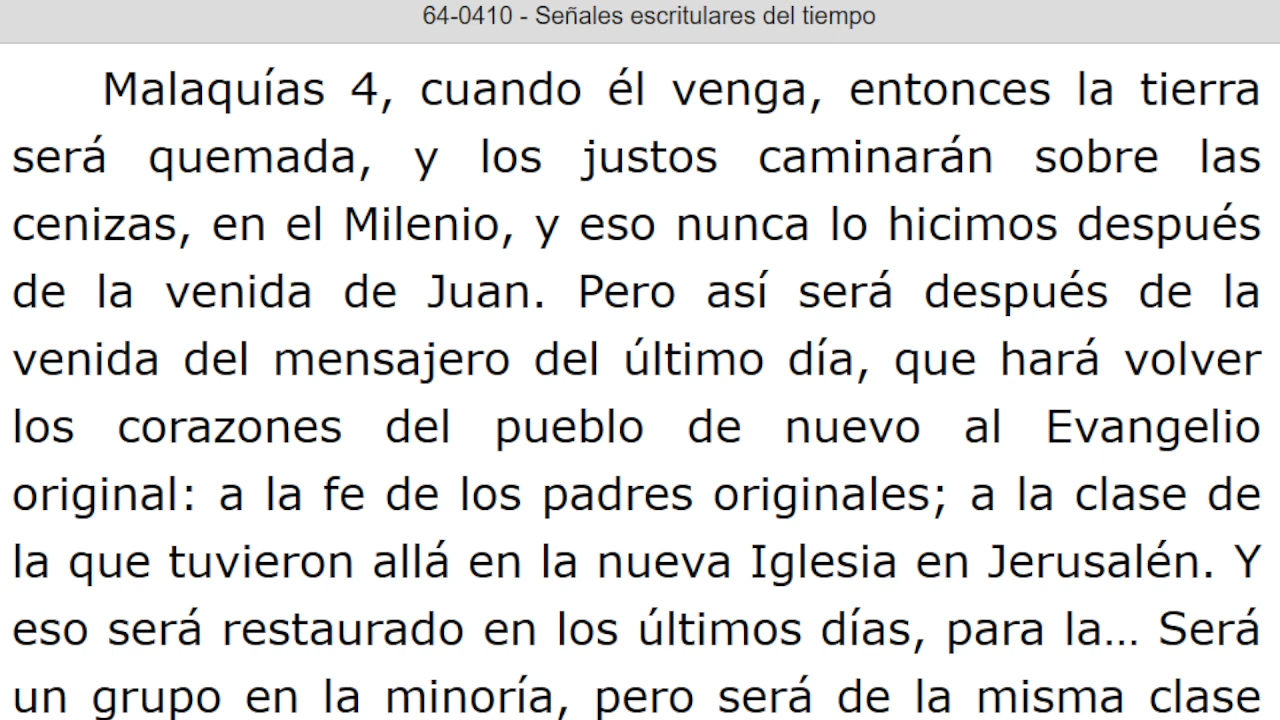 64-0410 - Señales escritulares del tiempo
Malaquías 4, cuando él venga, entonces la tierra
será quemada, y los justos caminarán sobre las
cenizas, en el Milenio, y eso nunca lo hicimos después
de la venida de Juan. Pero así será después de la
venida del mensajero del último día, que hará volver
los corazones del pueblo de nuevo al Evangelio
original: a la fe de los padres originales; a la clase de
la que tuvieron allá en la nueva Iglesia en Jerusalén. Y
eso será restaurado en los últimos días, para la... Será
un grupo en la minoría, pero será de la misma clase